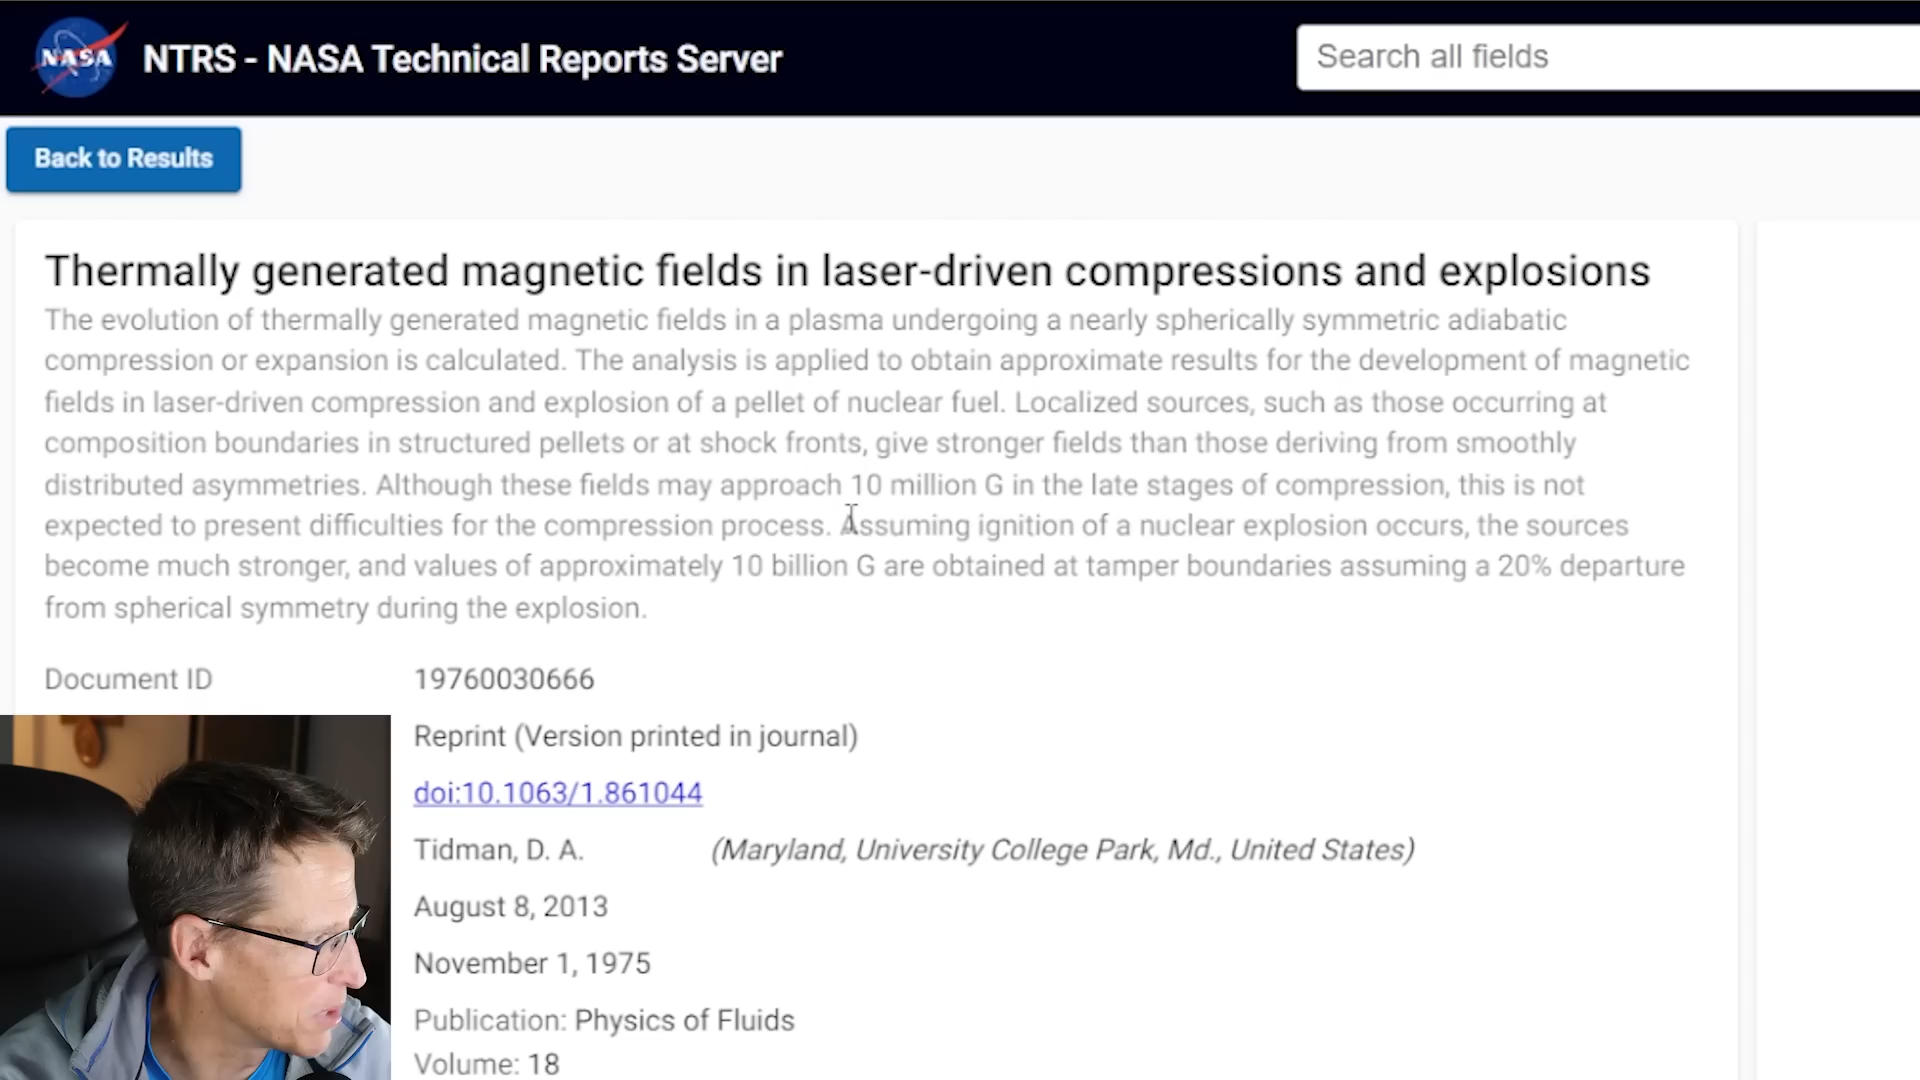 NASA NTRS - NASA Technical Reports Server
Search all fields
Back to Results
Thermally generated magnetic fields in laser-driven compressions and explosions
The evolution of thermally generated magnetic fields in a plasma undergoing a nearly spherically symmetric adiabatic
compression or expansion is calculated. The analysis is applied to obtain approximate results for the development of magnetic
fields in laser-driven compression and explosion of a pellet of nuclear fuel. Localized sources, such as those occurring at
composition boundaries in structured pellets or at shock fronts, give stronger fields than those deriving from smoothly
distributed asymmetries. Although these fields may approach 10 million G in the late stages of compression, this is not
expected to present difficulties for the compression process. Assuming ignition of a nuclear explosion occurs, the sources
become much stronger, and values of approximately 10 billion G are obtained at tamper boundaries assuming a 20% departure
from spherical symmetry during the explosion.
Document ID 19760030666
Reprint (Version printed in journal)
doi:10.1063/1.861044
Tidman, D. A. (Maryland, University College Park, Md., United States)
August 8, 2013
November 1, 1975
Publication: Physics of Fluids
Volume: 18